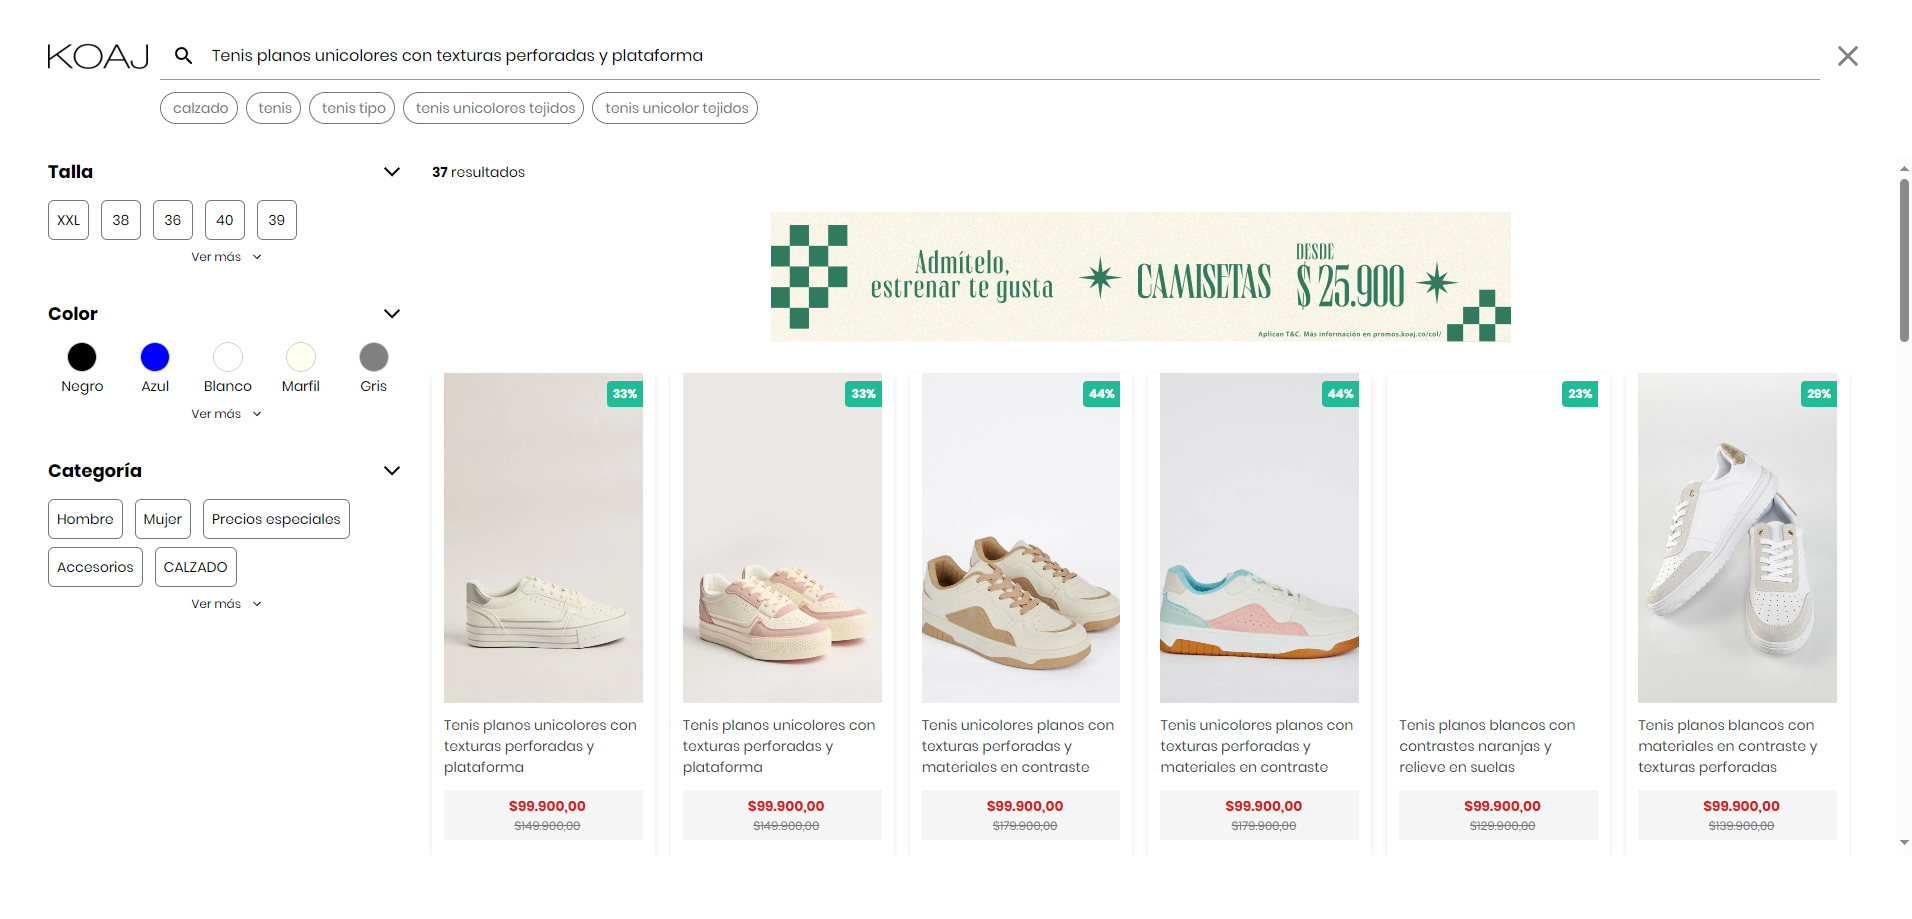 KOAJ
Tenis planos unicolores con texturas perforadas y plataforma
calzado
tenis
tenis tipo
tenis unicolores tejidos
tenis unicolor tejidos
Talla
XXL
38
36
40
39
Ver más
Color
Negro
Azul
Blanco
Marfil
Gris
Ver más
Categoría
Hombre
Mujer
Precios especiales
Accesorios
CALZADO
Ver más
37 resultados
Admítelo,
estrenar te gusta
CAMISETAS
DESDE
$25.900
Aplican T&C. Más información en promos.koaj.co/col/
33%
Tenis planos unicolores con
texturas perforadas y
plataforma
$99.900,00
$149.900,00
33%
Tenis planos unicolores con
texturas perforadas y
plataforma
$99.900,00
$149.900,00
44%
Tenis unicolores planos con
texturas perforadas y
materiales en contraste
$99.900,00
$179.900,00
44%
Tenis unicolores planos con
texturas perforadas y
materiales en contraste
$99.900,00
$179.900,00
23%
Tenis planos blancos con
contrastes naranjas y
relieve en suelas
$99.900,00
$129.900,00
29%
Tenis planos blancos con
materiales en contraste y
texturas perforadas
$99.900,00
$139.900,00